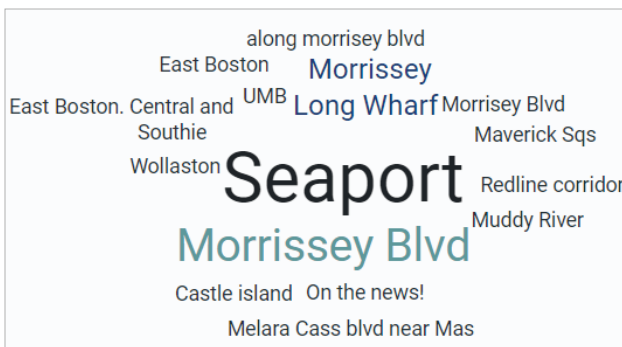 along morrisey blvd
East Boston
Morrissey
UMB
Long Wharf
Morrisey Blvd
East Boston. Central and
Southie
Maverick Sqs
Wollaston
Seaport
Redline corridor
Muddy River
Morrissey Blvd
Castle island
On the news!
Melara Cass blvd near Mas